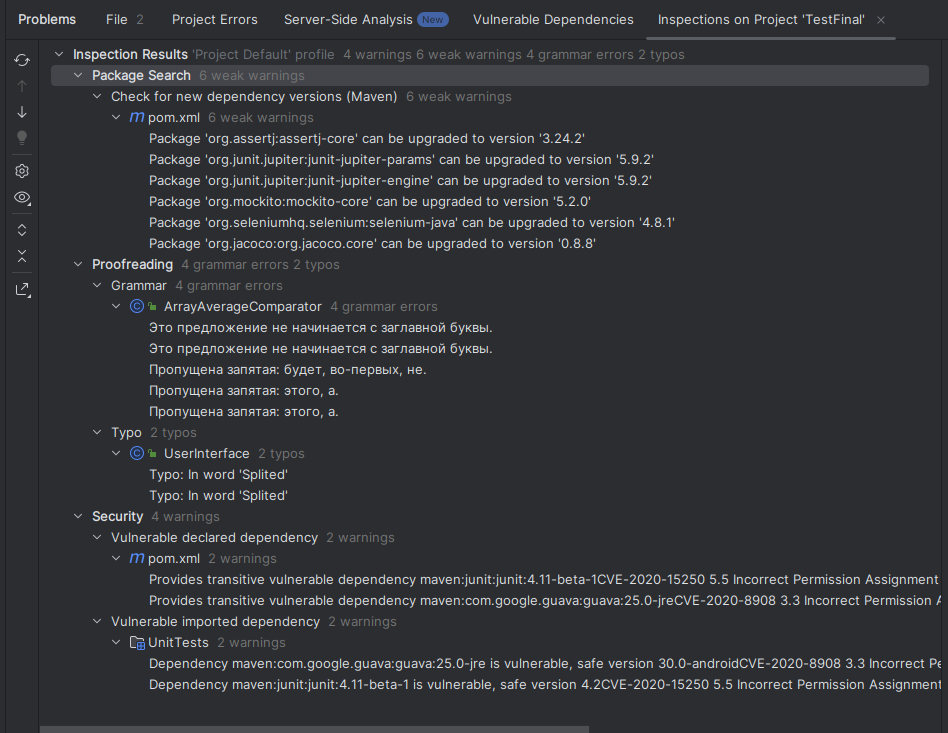 Problems File 2 Project Errors Server-Side Analysis New Vulnerable Dependencies Inspections on Project 'TestFinal'
Inspection Results 'Project Default' profile 4 warnings 6 weak warnings 4 grammar errors 2 typos
Package Search 6 weak warnings
Check for new dependency versions (Maven) 6 weak warnings
m pom.xml 6 weak warnings
Package 'org.assertj:assertj-core' can be upgraded to version '3.24.2'
Package 'org.junit.jupiter:junit-jupiter-params' can be upgraded to version '5.9.2'
Package 'org.junit.jupiter:junit-jupiter-engine' can be upgraded to version '5.9.2'
Package 'org.mockito:mockito-core' can be upgraded to version '5.2.0'
Package 'org.seleniumhq.selenium:selenium-java' can be upgraded to version '4.8.1'
Package 'org.jacoco:org.jacoco.core' can be upgraded to version '0.8.8'
Proofreading 4 grammar errors 2 typos
Grammar 4 grammar errors
C ArrayAverageComparator 4 grammar errors
Это предложение не начинается с заглавной буквы.
Это предложение не начинается с заглавной буквы.
Пропущена запятая: будет, во-первых, не.
Пропущена запятая: этого, а.
Пропущена запятая: этого, а.
Typo 2 typos
C UserInterface 2 typos
Typo: In word 'Splited'
Typo: In word 'Splited'
Security 4 warnings
Vulnerable declared dependency 2 warnings
m pom.xml 2 warnings
Provides transitive vulnerable dependency maven:junit:junit:4.11-beta-1CVE-2020-15250 5.5 Incorrect Permission Assignment
Provides transitive vulnerable dependency maven:com.google.guava:guava:25.0-jreCVE-2020-8908 3.3 Incorrect Permission A
Vulnerable imported dependency 2 warnings
UnitTests 2 warnings
Dependency maven:com.google.guava:guava:25.0-jre is vulnerable, safe version 30.0-androidCVE-2020-8908 3.3 Incorrect Pe
Dependency maven:junit:junit:4.11-beta-1 is vulnerable, safe version 4.2CVE-2020-15250 5.5 Incorrect Permission Assignment